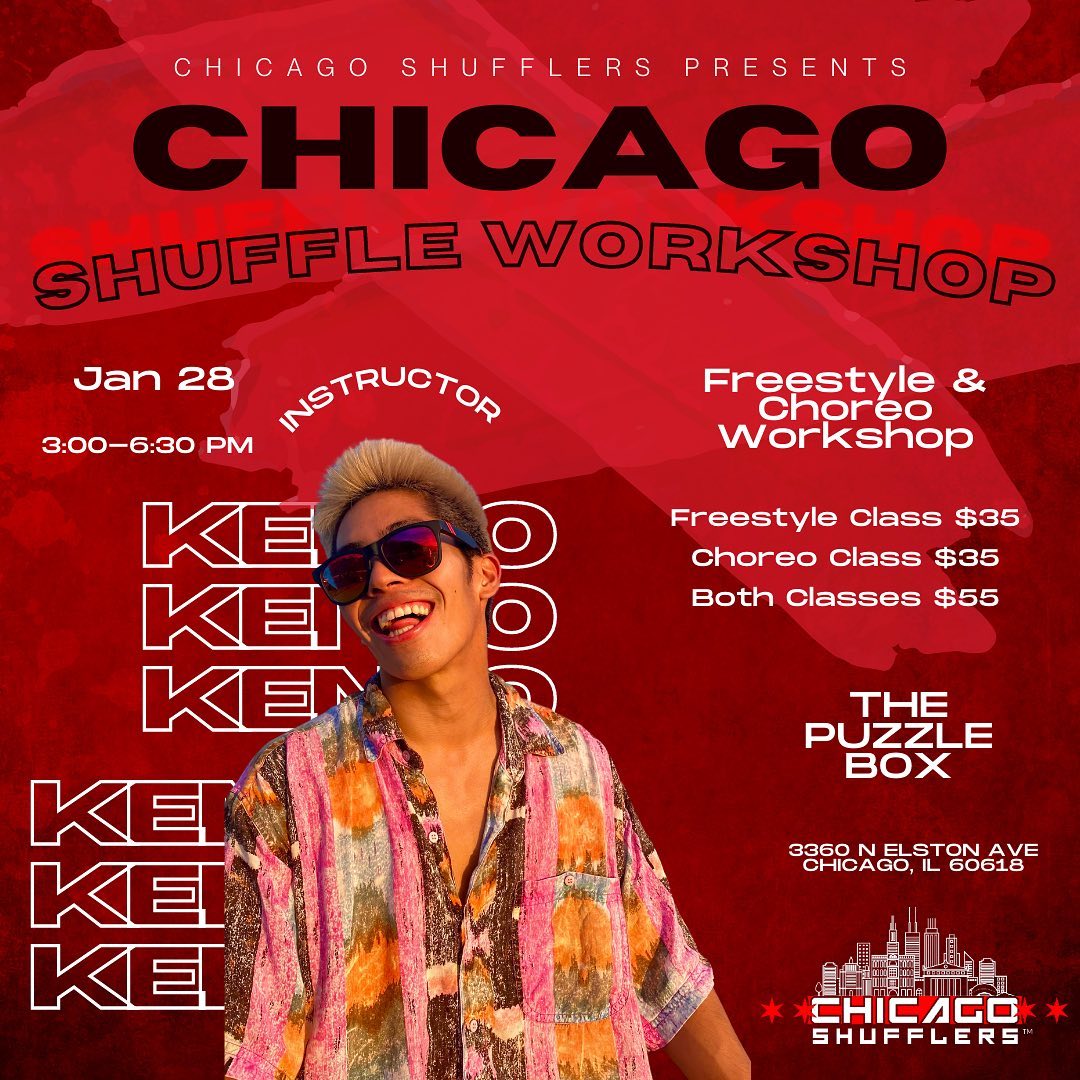 CHICAGO SHUFFLERS PRESENTS
CHICAGO
SHUFFLE WORKSHOP
Jan 28
3:00–6:30 PM
INSTRUCTOR
Freestyle &
Choreo
Workshop
Freestyle Class $35
Choreo Class $35
Both Classes $55
THE
PUZZLE
BOX
3360 N ELSTON AVE
CHICAGO, IL 60618
CHICAGO
SHUFFLERS™